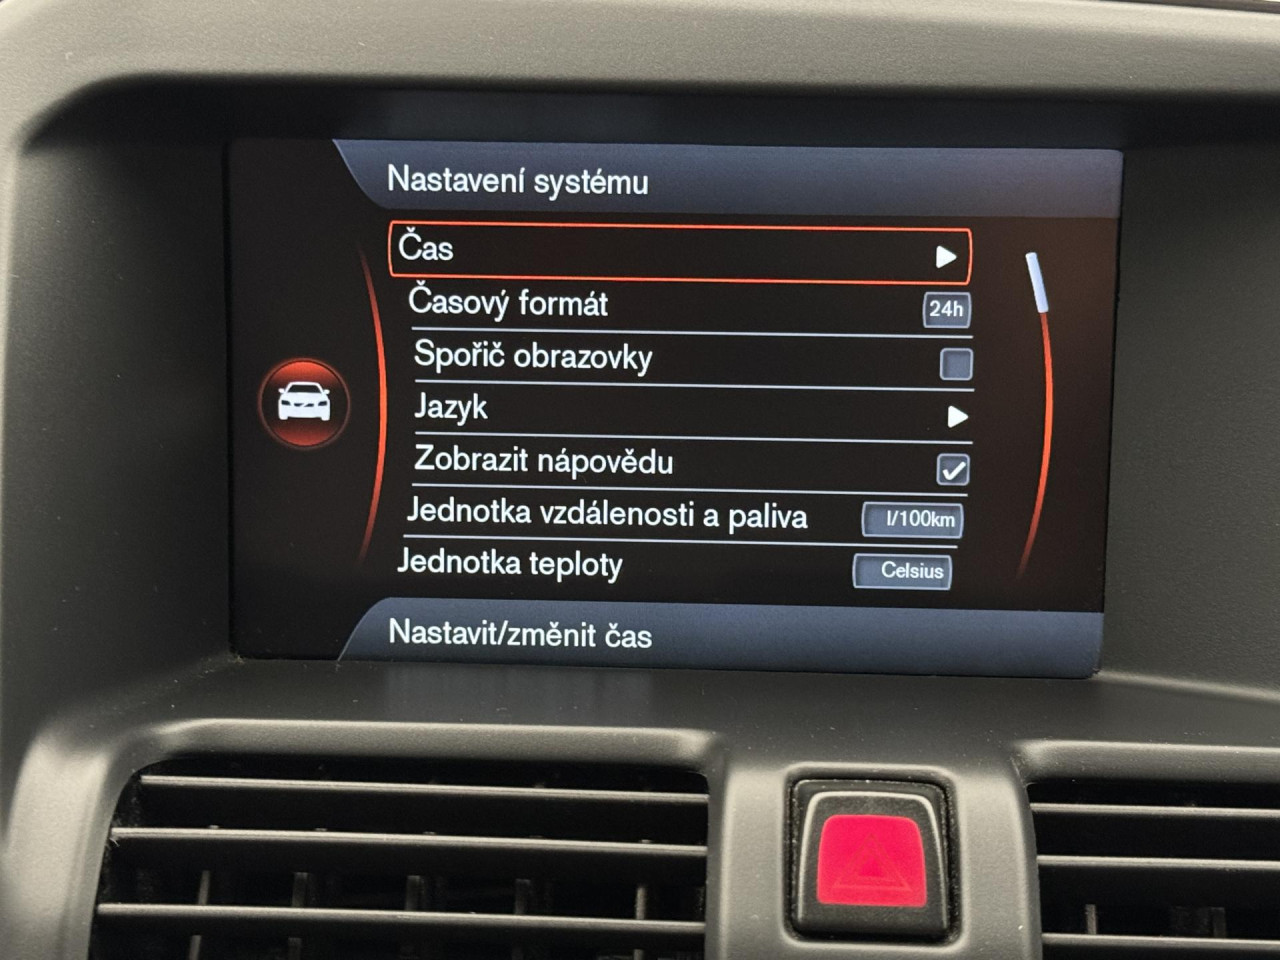 Nastavení systému
Čas
Časový formát 24h
Spořič obrazovky
Jazyk
Zobrazit nápovědu
Jednotka vzdálenosti a paliva l/100km
Jednotka teploty Celsius
Nastavit/změnit čas